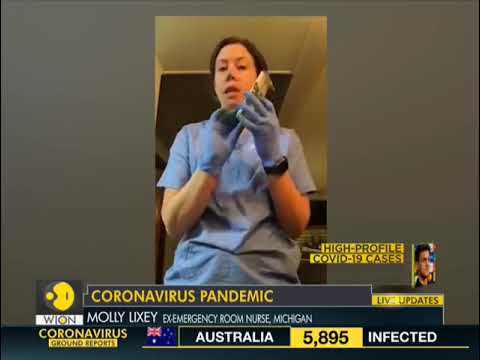 HIGH-PROFILE
COVID-19 CASES
LIVE UPDATES
CORONAVIRUS PANDEMIC
MOLLY LIXEY EX-EMERGENCY ROOM NURSE, MICHIGAN
WION
CORONAVIRUS
GROUND REPORTS
AUSTRALIA 5,895 INFECTED